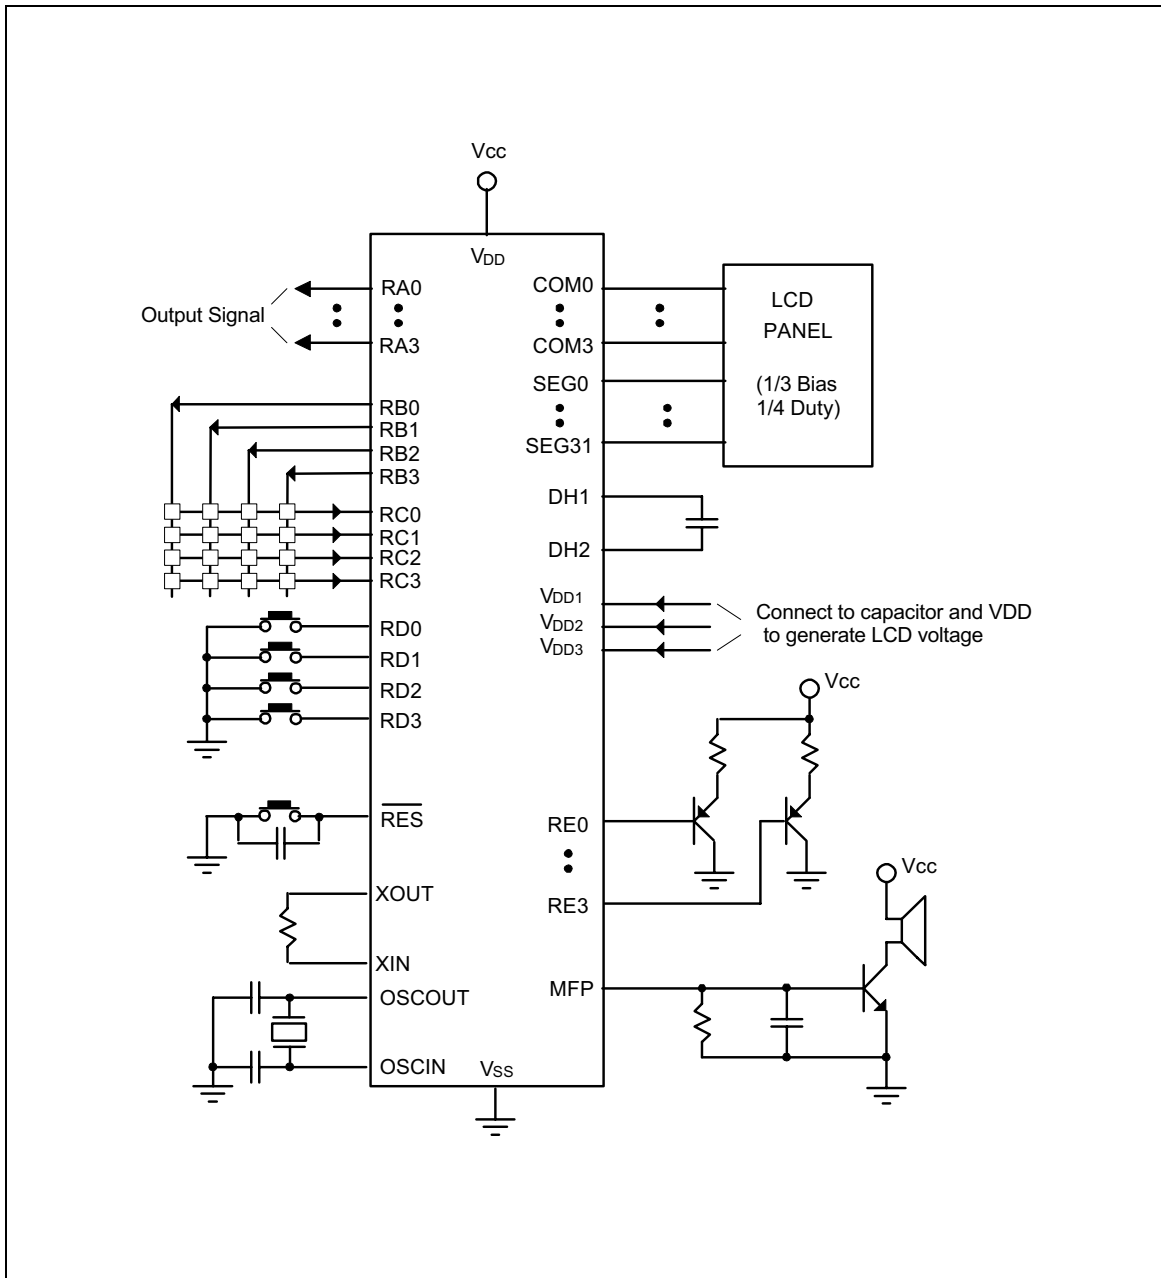 Vcc
VDD
Output Signal
RA0
RA3
RB0
RB1
RB2
RB3
RC0
RC1
RC2
RC3
RD0
RD1
RD2
RD3
RES
XOUT
XIN
OSCOUT
OSCIN
VSS
COM0
COM3
SEG0
SEG31
DH1
DH2
VDD1
VDD2
VDD3
RE0
RE3
MFP
LCD
PANEL
(1/3 Bias
1/4 Duty)
Connect to capacitor and VDD
to generate LCD voltage
Vcc
Vcc